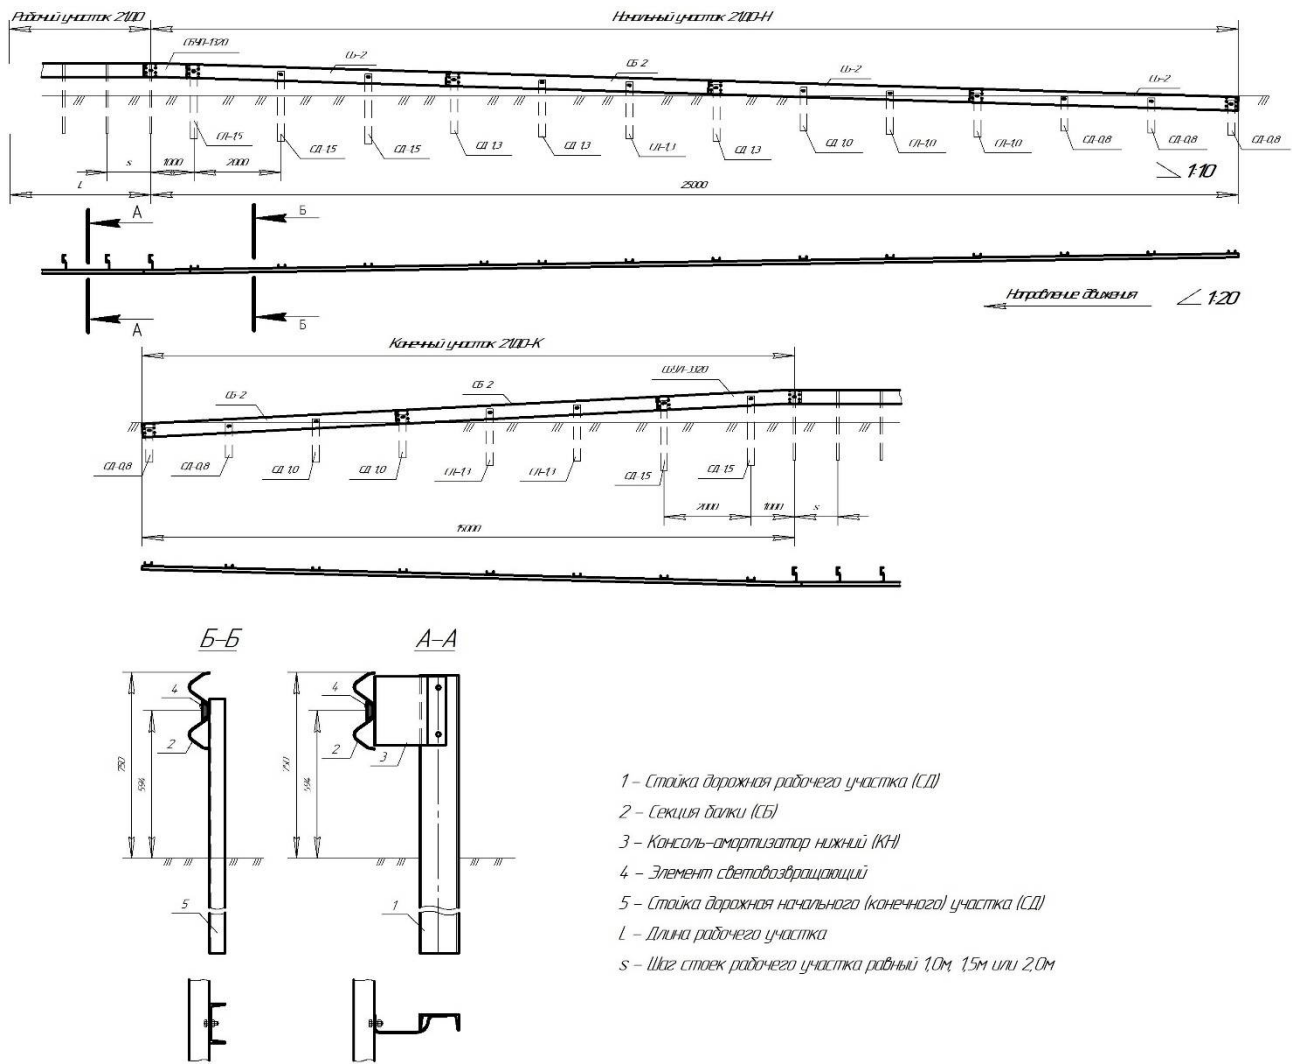 Рабочий участок 21ДО
Начальный участок 21ДО-Н
СБ-2
СБ-2
СБ-2
СБ-2
СД-1,5
СД-1,5
СД-1,5
СД-1,3
СД-1,3
СД-1,3
СД-1,3
СД-1,0
СД-1,0
СД-1,0
СД-0,8
СД-0,8
СД-0,8
s
1000
2000
1:10
L
25000
А
Б
А
Б
Направление движения
1:20
Конечный участок 21ДО-К
СБ-2
СБ-2
СД-0,8
СД-0,8
СД-1,0
СД-1,0
СД-1,3
СД-1,3
СД-1,5
СД-1,5
2000
1000
s
15000
Б-Б
А-А
4
2
750
594
5
4
2
3
750
594
1
1 - Стойка дорожная рабочего участка (СД)
2 - Секция балки (СБ)
3 - Консоль-амортизатор нижний (КН)
4 - Элемент световозвращающий
5 - Стойка дорожная начального (конечного) участка (СД)
L - Длина рабочего участка
s - Шаг стоек рабочего участка равный 1,0м, 1,5м или 2,0м